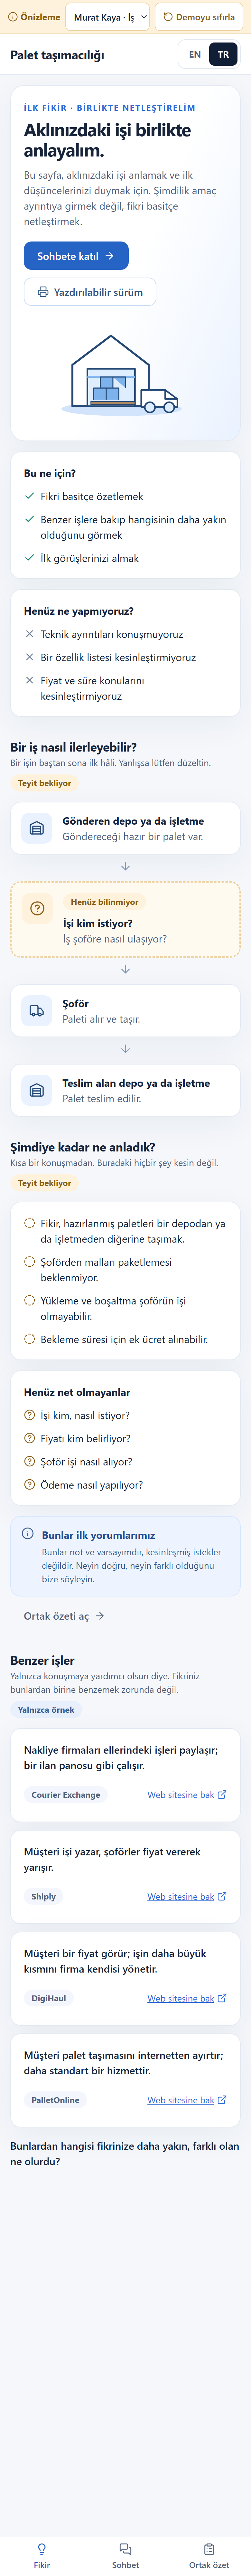 Önizleme
Murat Kaya · İş
Demoyu sıfırla
Palet taşımacılığı
EN
TR
İLK FİKİR · BİRLİKTE NETLEŞTİRELİM
Aklınızdaki işi birlikte
anlayalım.
Bu sayfa, aklınızdaki işi anlamak ve ilk
düşüncelerinizi duymak için. Şimdilik amaç
ayrıntıya girmek değil, fikri basitçe
netleştirmek.
Sohbete katıl
Yazdırılabilir sürüm
Bu ne için?
Fikri basitçe özetlemek
Benzer işlere bakıp hangisinin daha yakın
olduğunu görmek
İlk görüşlerinizi almak
Henüz ne yapmıyoruz?
Teknik ayrıntıları konuşmuyoruz
Bir özellik listesi kesinleştirmiyoruz
Fiyat ve süre konularını
kesinleştirmiyoruz
Bir iş nasıl ilerleyebilir?
Bir işin baştan sona ilk hâli. Yanlışsa lütfen düzeltin.
Teyit bekliyor
Gönderen depo ya da işletme
Göndereceği hazır bir palet var.
Henüz bilinmiyor
İşi kim istiyor?
İş şoföre nasıl ulaşıyor?
Şoför
Paleti alır ve taşır.
Teslim alan depo ya da işletme
Palet teslim edilir.
Şimdiye kadar ne anladık?
Kısa bir konuşmadan. Buradaki hiçbir şey kesin değil.
Teyit bekliyor
Fikir, hazırlanmış paletleri bir depodan ya
da işletmeden diğerine taşımak.
Şoförden malları paketlemesi
beklenmiyor.
Yükleme ve boşaltma şoförün işi
olmayabilir.
Bekleme süresi için ek ücret alınabilir.
Henüz net olmayanlar
İşi kim, nasıl istiyor?
Fiyatı kim belirliyor?
Şoför işi nasıl alıyor?
Ödeme nasıl yapılıyor?
Bunlar ilk yorumlarımız
Bunlar not ve varsayımdır, kesinleşmiş istekler
değildir. Neyin doğru, neyin farklı olduğunu
bize söyleyin.
Ortak özeti aç
Benzer işler
Yalnızca konuşmaya yardımcı olsun diye. Fikriniz
bunlardan birine benzemek zorunda değil.
Yalnızca örnek
Nakliye firmaları ellerindeki işleri paylaşır;
bir ilan panosu gibi çalışır.
Courier Exchange
Web sitesine bak
Müşteri işi yazar, şoförler fiyat vererek
yarışır.
Shiply
Web sitesine bak
Müşteri bir fiyat görür; işin daha büyük
kısmını firma kendisi yönetir.
DigiHaul
Web sitesine bak
Müşteri palet taşımasını internetten ayırtır;
daha standart bir hizmettir.
PalletOnline
Web sitesine bak
Bunlardan hangisi fikrinize daha yakın, farklı olan
ne olurdu?
Fikir
Sohbet
Ortak özet